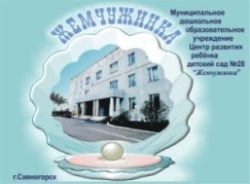 ЖЕМЧУЖИНКА
Муниципальное
дошкольное
образовательное
учреждение
Центр развития
ребёнка
детский сад №28
"Жемчужинка"
г.Саяногорск